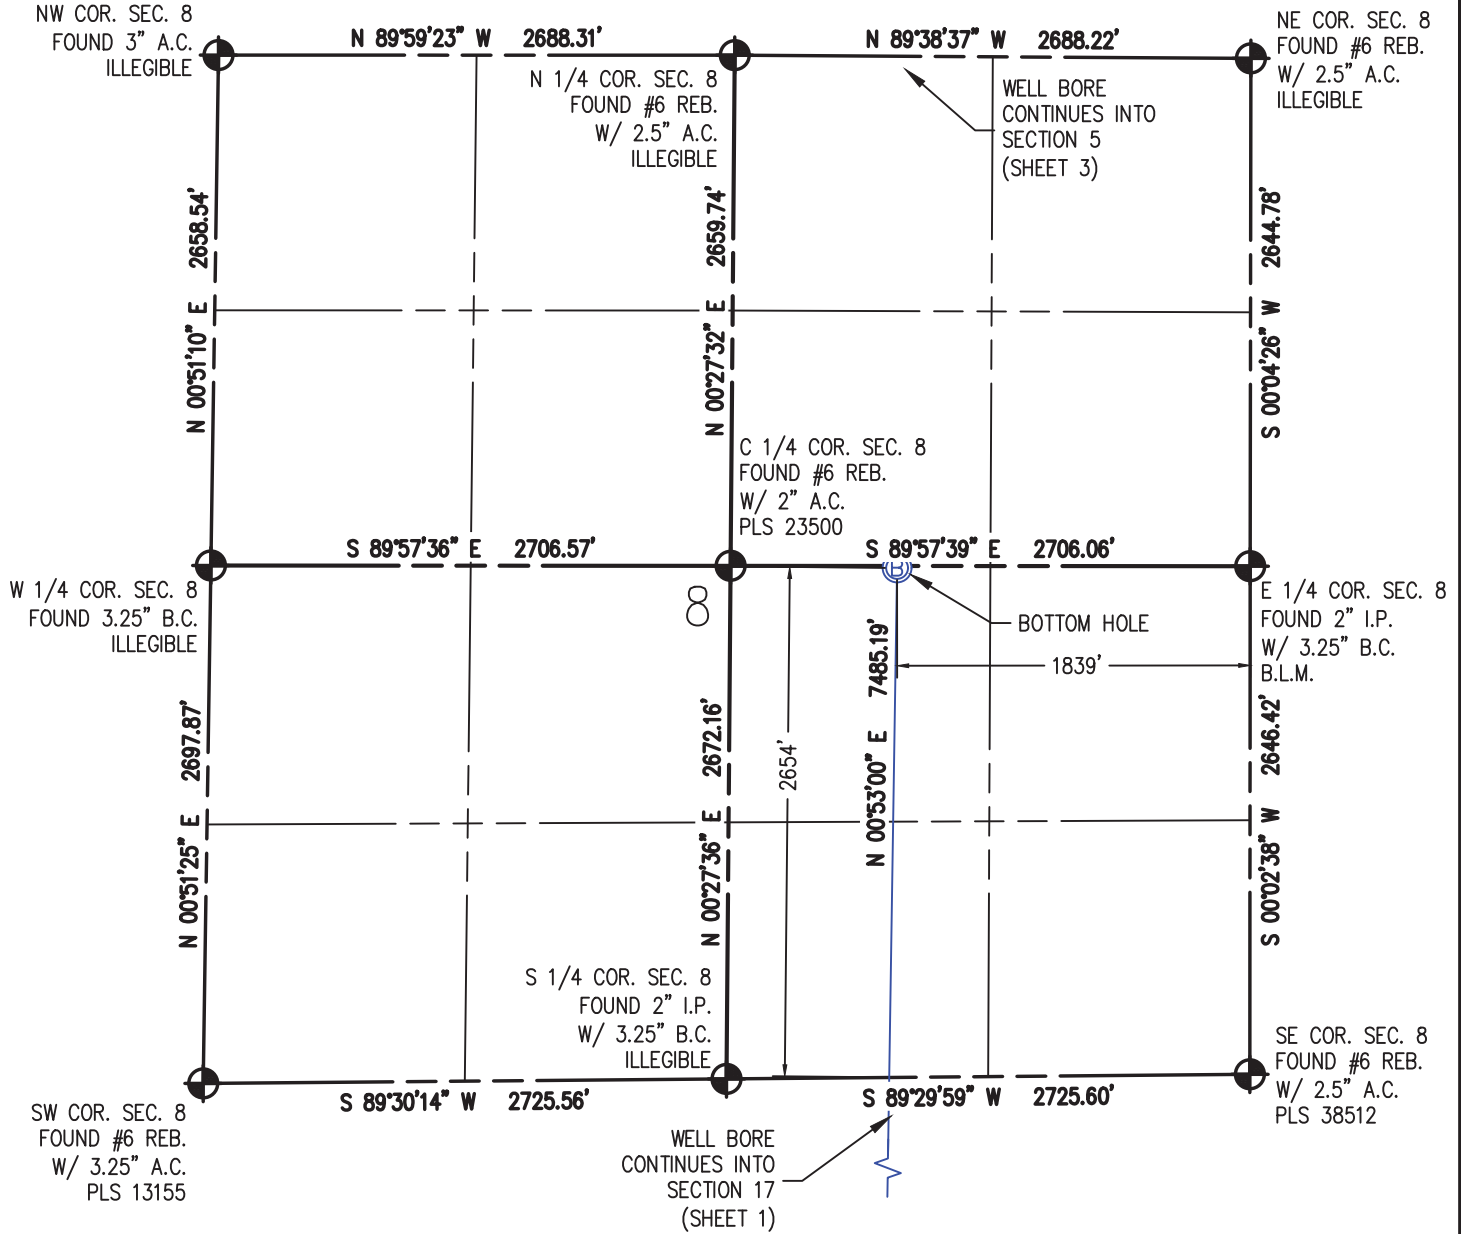 NW COR. SEC. 8
FOUND 3" A.C.
ILLEGIBLE
N 89°59'23" W 2688.31'
N 1/4 COR. SEC. 8
FOUND #6 REB.
W/ 2.5" A.C.
ILLEGIBLE
N 89°38'37" W 2688.22'
WELL BORE
CONTINUES INTO
SECTION 5
(SHEET 3)
NE COR. SEC. 8
FOUND #6 REB.
W/ 2.5" A.C.
ILLEGIBLE
N 00°51'10" E 2658.54'
N 00°27'32" E 2659.74'
S 00°04'26" W 2644.78'
C 1/4 COR. SEC. 8
FOUND #6 REB.
W/ 2" A.C.
PLS 23500
S 89°57'36" E 2706.57'
S 89°57'39" E 2706.06'
W 1/4 COR. SEC. 8
FOUND 3.25" B.C.
ILLEGIBLE
8
B
BOTTOM HOLE
E 1/4 COR. SEC. 8
FOUND 2" I.P.
W/ 3.25" B.C.
B.L.M.
1839'
2654'
N 00°53'00" E 7485.19'
N 00°51'25" E 2697.87'
N 00°27'36" E 2672.16'
S 00°02'38" W 2646.42'
S 1/4 COR. SEC. 8
FOUND 2" I.P.
W/ 3.25" B.C.
ILLEGIBLE
SE COR. SEC. 8
FOUND #6 REB.
W/ 2.5" A.C.
PLS 38512
S 89°30'14" W 2725.56'
S 89°29'59" W 2725.60'
SW COR. SEC. 8
FOUND #6 REB.
W/ 3.25" A.C.
PLS 13155
WELL BORE
CONTINUES INTO
SECTION 17
(SHEET 1)